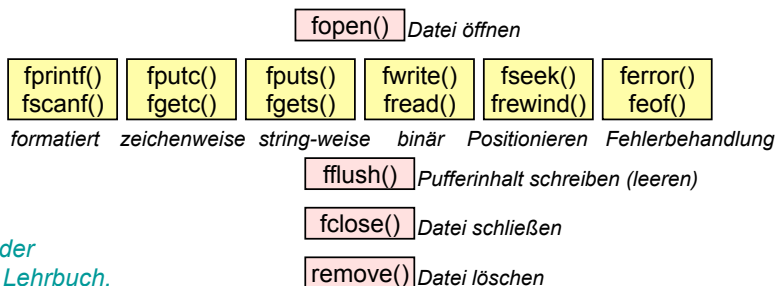 fopen() Datei öffnen
fprintf() fputc() fputs() fwrite() fseek() ferror()
fscanf() fgetc() fgets() fread() frewind() feof()
formatiert zeichenweise string-weise binär Positionieren Fehlerbehandlung
fflush() Pufferinhalt schreiben (leeren)
fclose() Datei schließen
der
Lehrbuch.
remove() Datei löschen